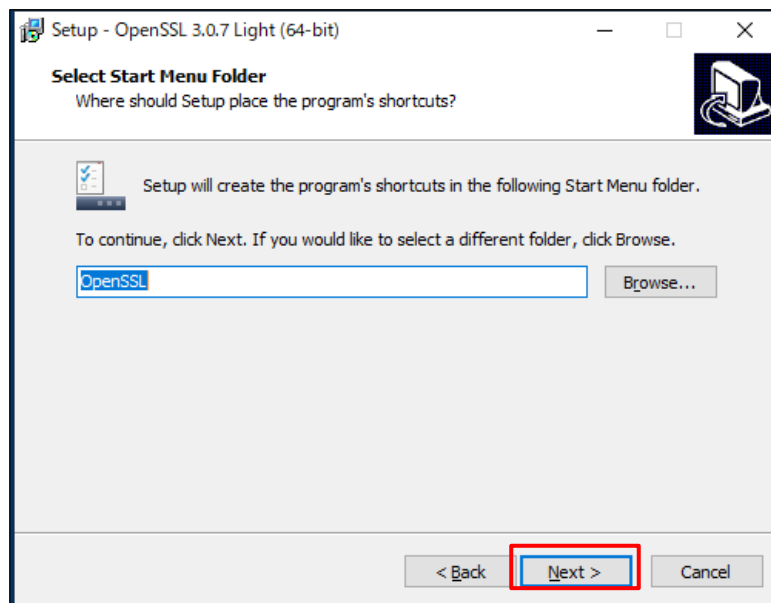 Setup - OpenSSL 3.0.7 Light (64-bit)
Select Start Menu Folder
Where should Setup place the program's shortcuts?
Setup will create the program's shortcuts in the following Start Menu folder.
To continue, click Next. If you would like to select a different folder, click Browse.
OpenSSL
Browse...
< Back
Next >
Cancel